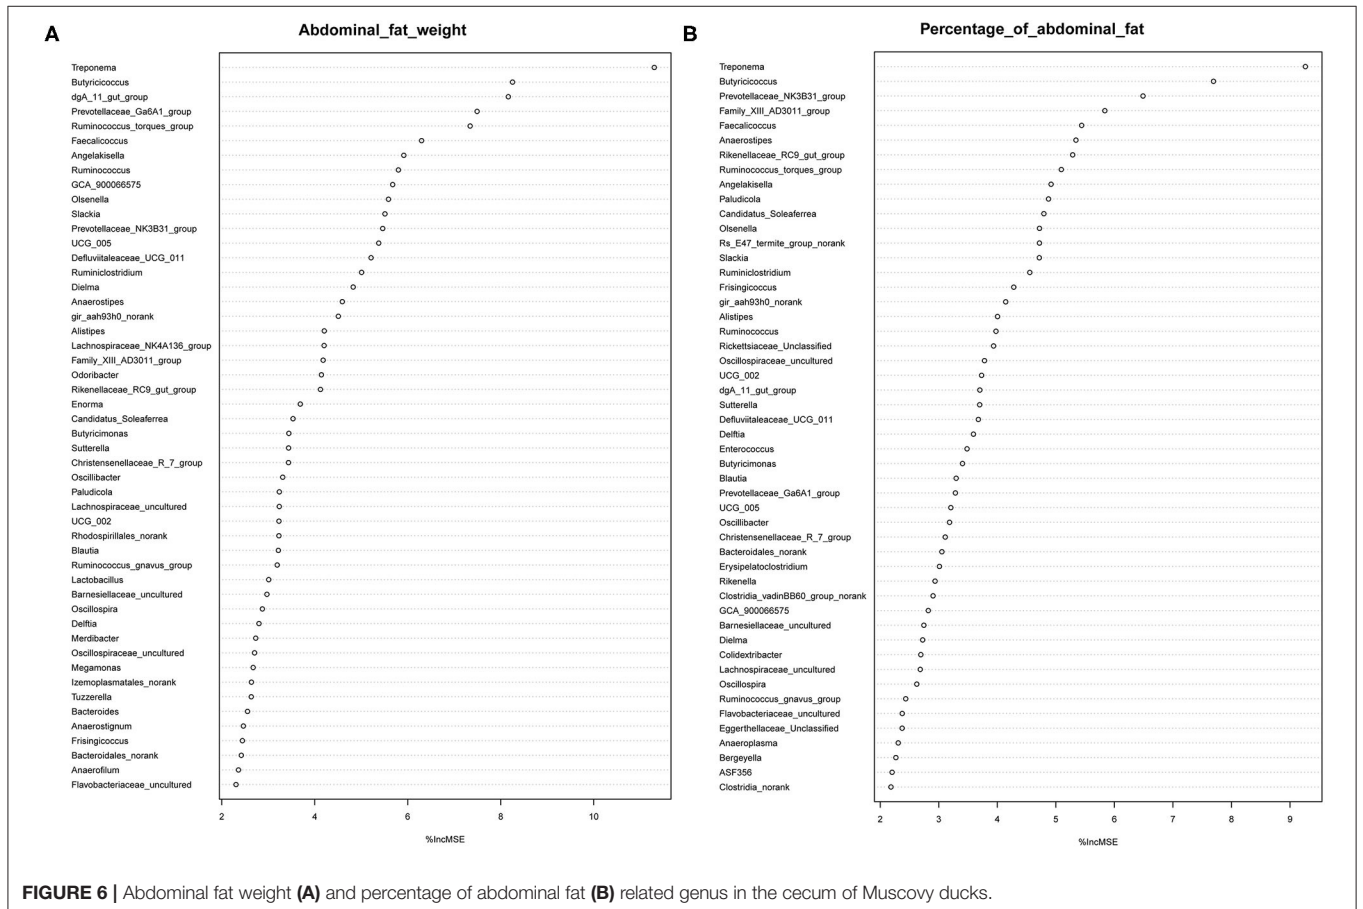 A
Abdominal_fat_weight
Treponema
Butyricicoccus
dgA_11_gut_group
Prevotellaceae_Ga6A1_group
Ruminococcus_torques_group
Faecalicoccus
Angelakisella
Ruminococcus
GCA_900066575
Olsenella
Slackia
Prevotellaceae_NK3B31_group
UCG_005
Defluviitaleaceae_UCG_011
Ruminiclostridium
Dielma
Anaerostipes
gir_aah93h0_norank
Alistipes
Lachnospiraceae_NK4A136_group
Family_XIII_AD3011_group
Odoribacter
Rikenellaceae_RC9_gut_group
Enorma
Candidatus_Soleaferrea
Butyricimonas
Sutterella
Christensenellaceae_R_7_group
Oscillibacter
Paludicola
Lachnospiraceae_uncultured
UCG_002
Rhodospirillales_norank
Blautia
Ruminococcus_gnavus_group
Lactobacillus
Barnesiellaceae_uncultured
Oscillospira
Delftia
Merdibacter
Oscillospiraceae_uncultured
Megamonas
Izemoplasmatales_norank
Tuzzerella
Bacteroides
Anaerostignum
Frisingicoccus
Bacteroidales_norank
Anaerofilum
Flavobacteriaceae_uncultured
2 4 6 8 10
%IncMSE
B
Percentage_of_abdominal_fat
Treponema
Butyricicoccus
Prevotellaceae_NK3B31_group
Family_XIII_AD3011_group
Faecalicoccus
Anaerostipes
Rikenellaceae_RC9_gut_group
Ruminococcus_torques_group
Angelakisella
Paludicola
Candidatus_Soleaferrea
Olsenella
Rs_E47_termite_group_norank
Slackia
Ruminiclostridium
Frisingicoccus
gir_aah93h0_norank
Alistipes
Ruminococcus
Rickettsiaceae_Unclassified
Oscillospiraceae_uncultured
UCG_002
dgA_11_gut_group
Sutterella
Defluviitaleaceae_UCG_011
Delftia
Enterococcus
Butyricimonas
Blautia
Prevotellaceae_Ga6A1_group
UCG_005
Oscillibacter
Christensenellaceae_R_7_group
Bacteroidales_norank
Erysipelatoclostridium
Rikenella
Clostridia_vadinBB60_group_norank
GCA_900066575
Barnesiellaceae_uncultured
Dielma
Colidextribacter
Lachnospiraceae_uncultured
Oscillospira
Ruminococcus_gnavus_group
Flavobacteriaceae_uncultured
Eggerthellaceae_Unclassified
Anaeroplasma
Bergeyella
ASF356
Clostridia_norank
2 3 4 5 6 7 8 9
%IncMSE
FIGURE 6 | Abdominal fat weight (A) and percentage of abdominal fat (B) related genus in the cecum of Muscovy ducks.